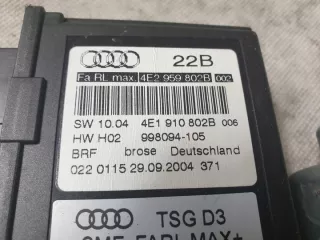 22B
Fa RL max. 4E2 959 802B 002
SW 10.04 4E1 910 802B 006
HW H02 998094-105
BRF brose Deutschland
022 0115 29.09.2004 371
TSG D3